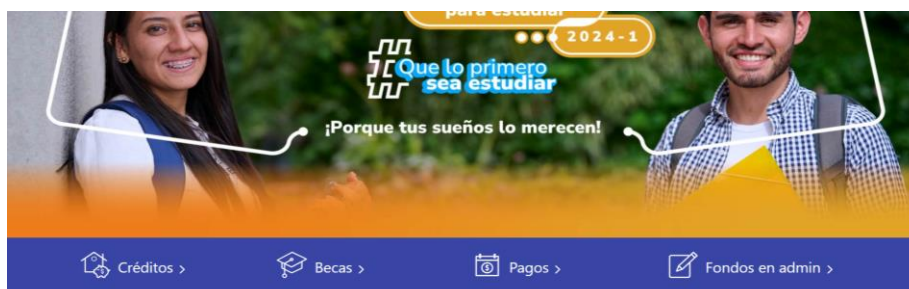 para estudiar
2024-1
#Que lo primero
sea estudiar
¡Porque tus sueños lo merecen!
Créditos >
Becas >
Pagos >
Fondos en admin >